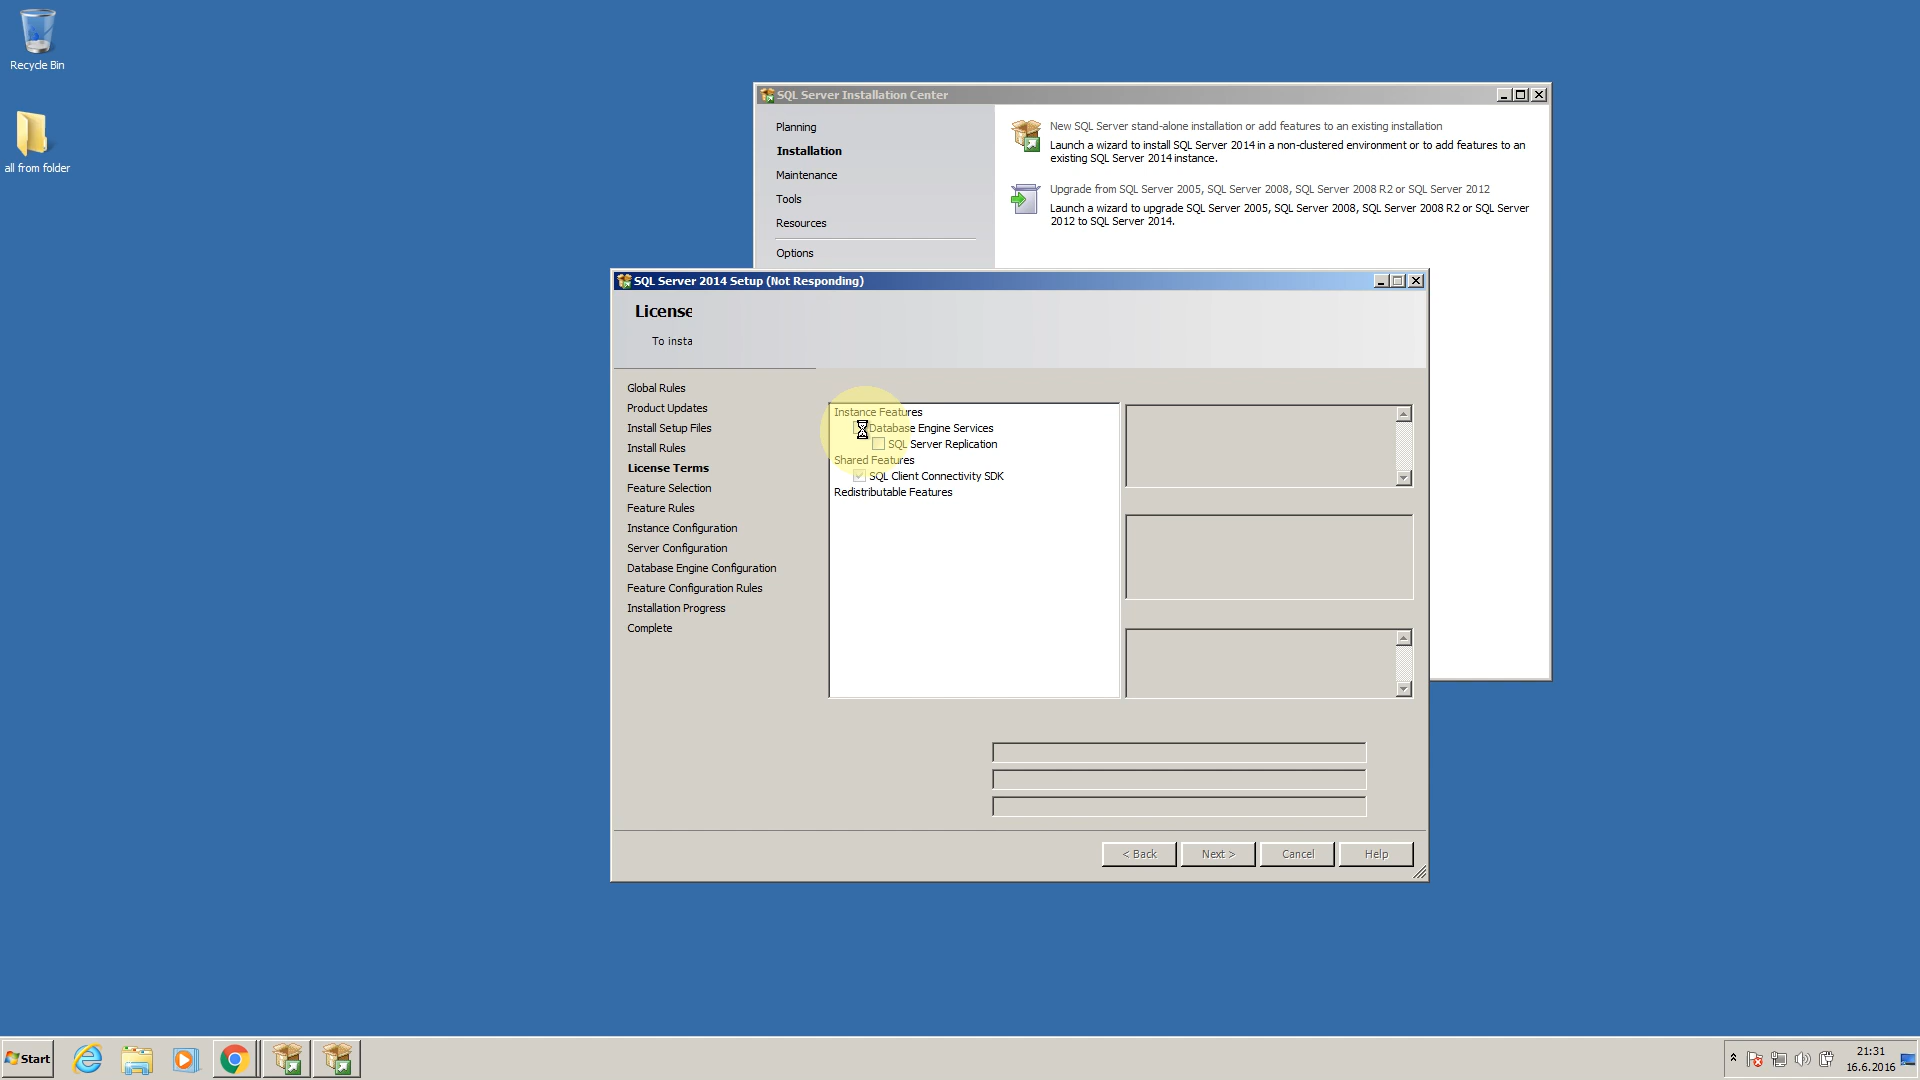 Recycle Bin
all from folder
SQL Server Installation Center
Planning
Installation
Maintenance
Tools
Resources
Options
New SQL Server stand-alone installation or add features to an existing installation
Launch a wizard to install SQL Server 2014 in a non-clustered environment or to add features to an
existing SQL Server 2014 instance.
Upgrade from SQL Server 2005, SQL Server 2008, SQL Server 2008 R2 or SQL Server 2012
Launch a wizard to upgrade SQL Server 2005, SQL Server 2008, SQL Server 2008 R2 or SQL Server
2012 to SQL Server 2014.
SQL Server 2014 Setup (Not Responding)
License
To insta
Global Rules
Product Updates
Install Setup Files
Install Rules
License Terms
Feature Selection
Feature Rules
Instance Configuration
Server Configuration
Database Engine Configuration
Feature Configuration Rules
Installation Progress
Complete
Instance Features
Database Engine Services
SQL Server Replication
Shared Features
SQL Client Connectivity SDK
Redistributable Features
< Back
Next >
Cancel
Help
Start
21:31
16.6.2016